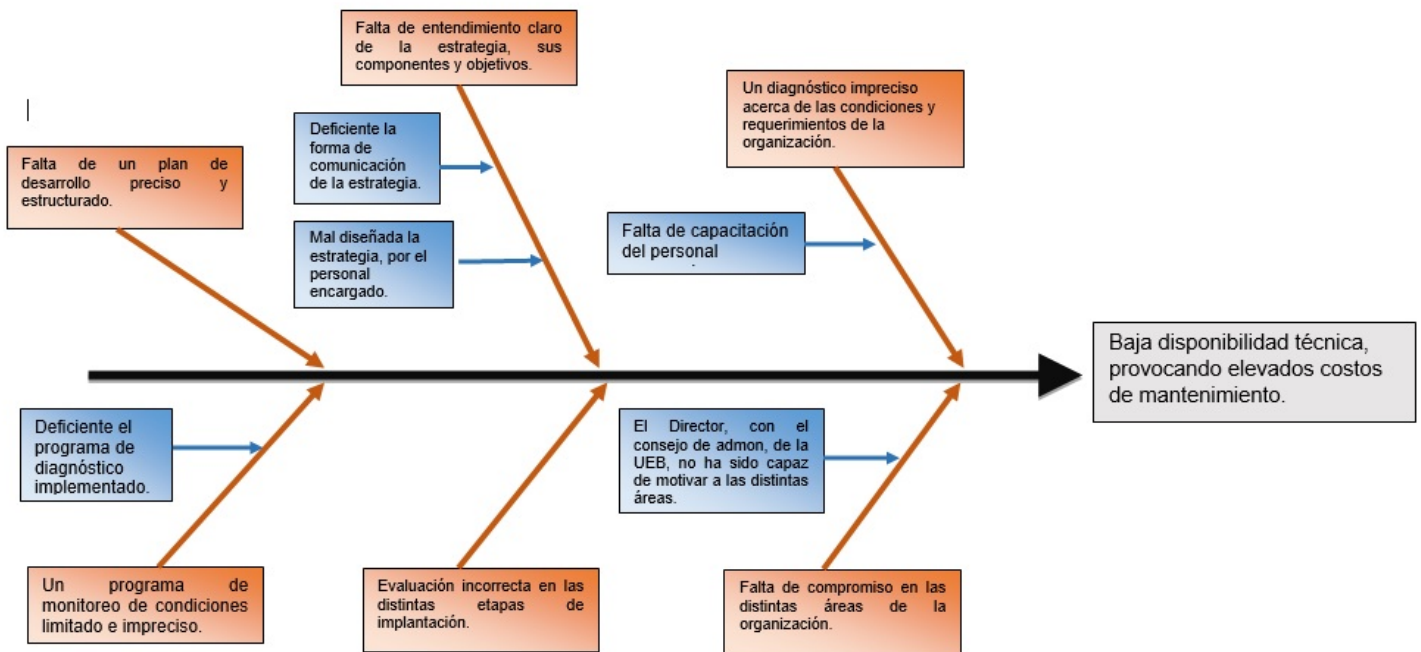 Falta de entendimiento claro
de la estrategia, sus
componentes y objetivos.
Un diagnóstico impreciso
acerca de las condiciones y
requerimientos de la
organización.
Deficiente la
forma de
comunicación
de la estrategia.
Falta de un plan de
desarrollo preciso y
estructurado.
Mal diseñada la
estrategia, por el
personal
encargado.
Falta de capacitación
del personal
.
Baja disponibilidad técnica,
provocando elevados costos
de mantenimiento.
Deficiente el
programa de
diagnóstico
implementado.
El Director, con el
consejo de admon, de la
UEB, no ha sido capaz
de motivar a las distintas
áreas.
Un programa de
monitoreo de condiciones
limitado e impreciso.
Evaluación incorrecta en las
distintas etapas de
implantación.
Falta de compromiso en las
distintas áreas de la
organización.